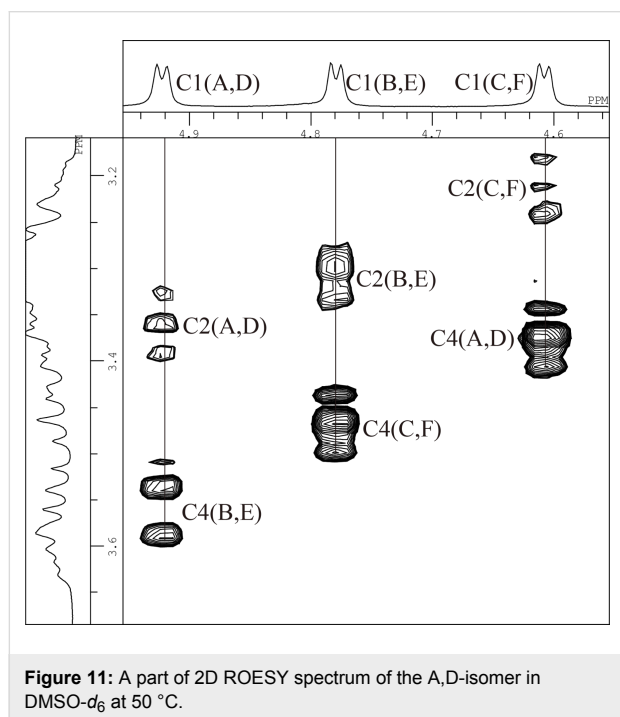 C1(A,D) C1(B,E) C1(C,F)
PPM
4.9 4.8 4.7 4.6
PPM
3.2
C2(C,F)
C2(B,E)
C2(A,D) C4(A,D)
3.4
C4(C,F)
C4(B,E)
3.6
Figure 11: A part of 2D ROESY spectrum of the A,D-isomer in
DMSO-d6 at 50 °C.